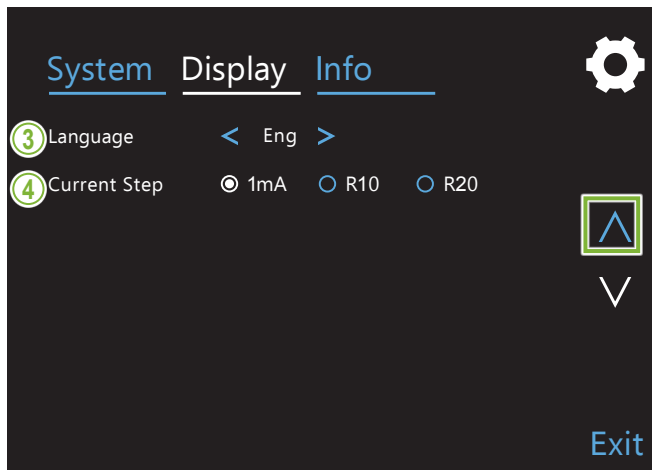 System Display Info
3 Language < Eng >
4 Current Step 1mA R10 R20
Exit